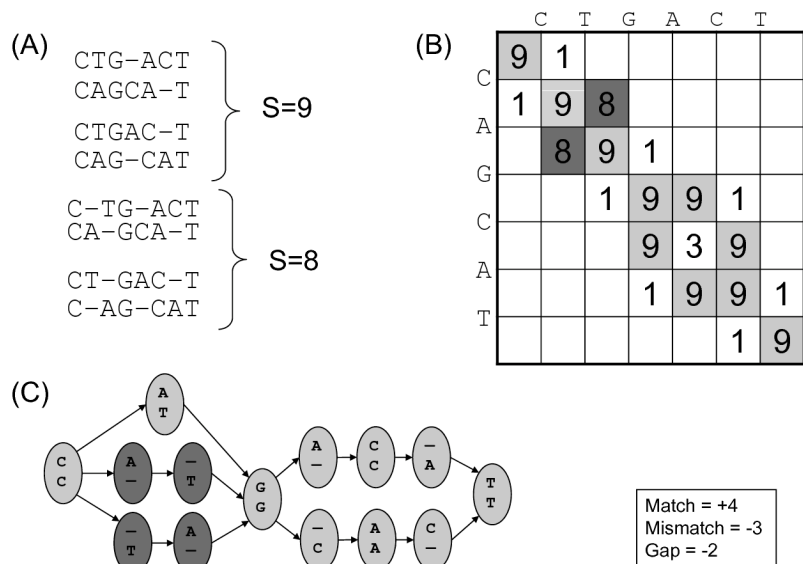 (A)
CTG-ACT
CAGCA-T
CTGAC-T
CAG-CAT
S=9
C-TG-ACT
CA-GCA-T
CT-GAC-T
C-AG-CAT
S=8
(B)
C T G A C T
C
A
G
C
A
T
9 1
1 9 8
8 9 1
1 9 9 1
9 3 9
1 9 9 1
1 9
(C)
C
C
A
T
A
-
-
T
-
T
A
-
G
G
A
-
C
C
-
A
-
C
A
A
C
-
T
T
Match = +4
Mismatch = -3
Gap = -2